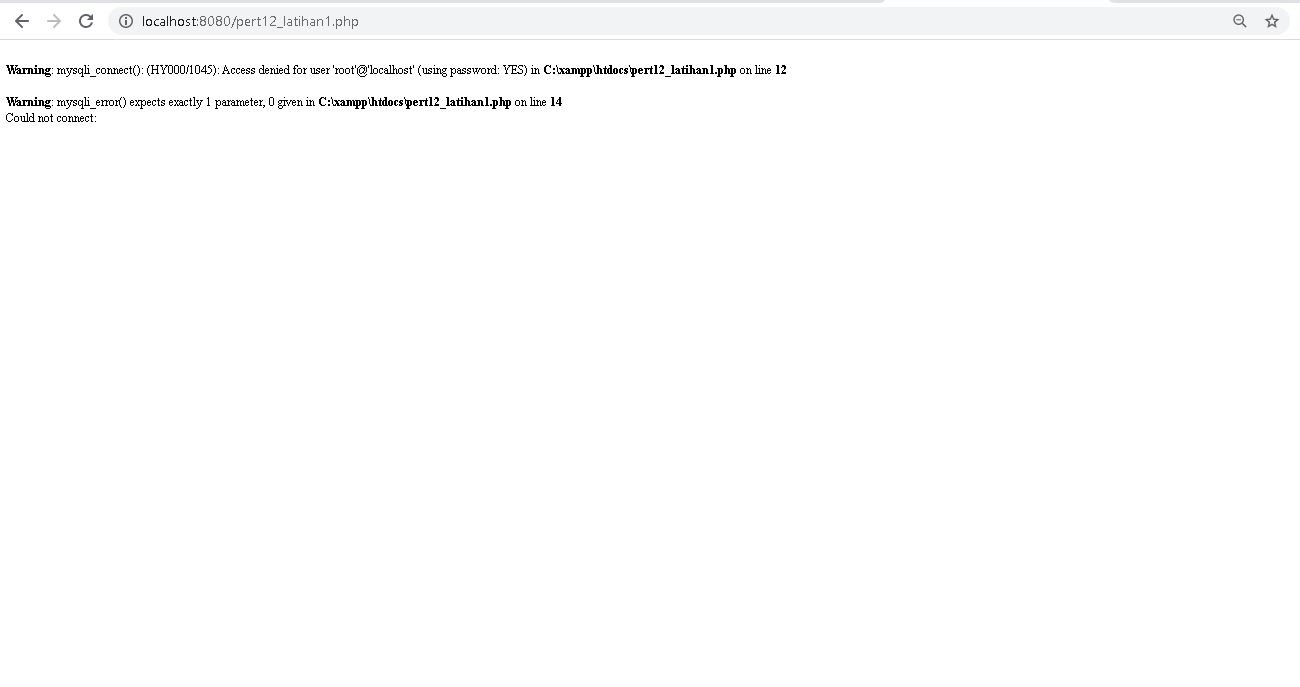 localhost:8080/pert12_latihan1.php
Warning: mysqli_connect(): (HY000/1045): Access denied for user 'root'@'localhost' (using password: YES) in C:\xampp\htdocs\pert12_latihan1.php on line 12
Warning: mysqli_error() expects exactly 1 parameter, 0 given in C:\xampp\htdocs\pert12_latihan1.php on line 14
Could not connect: